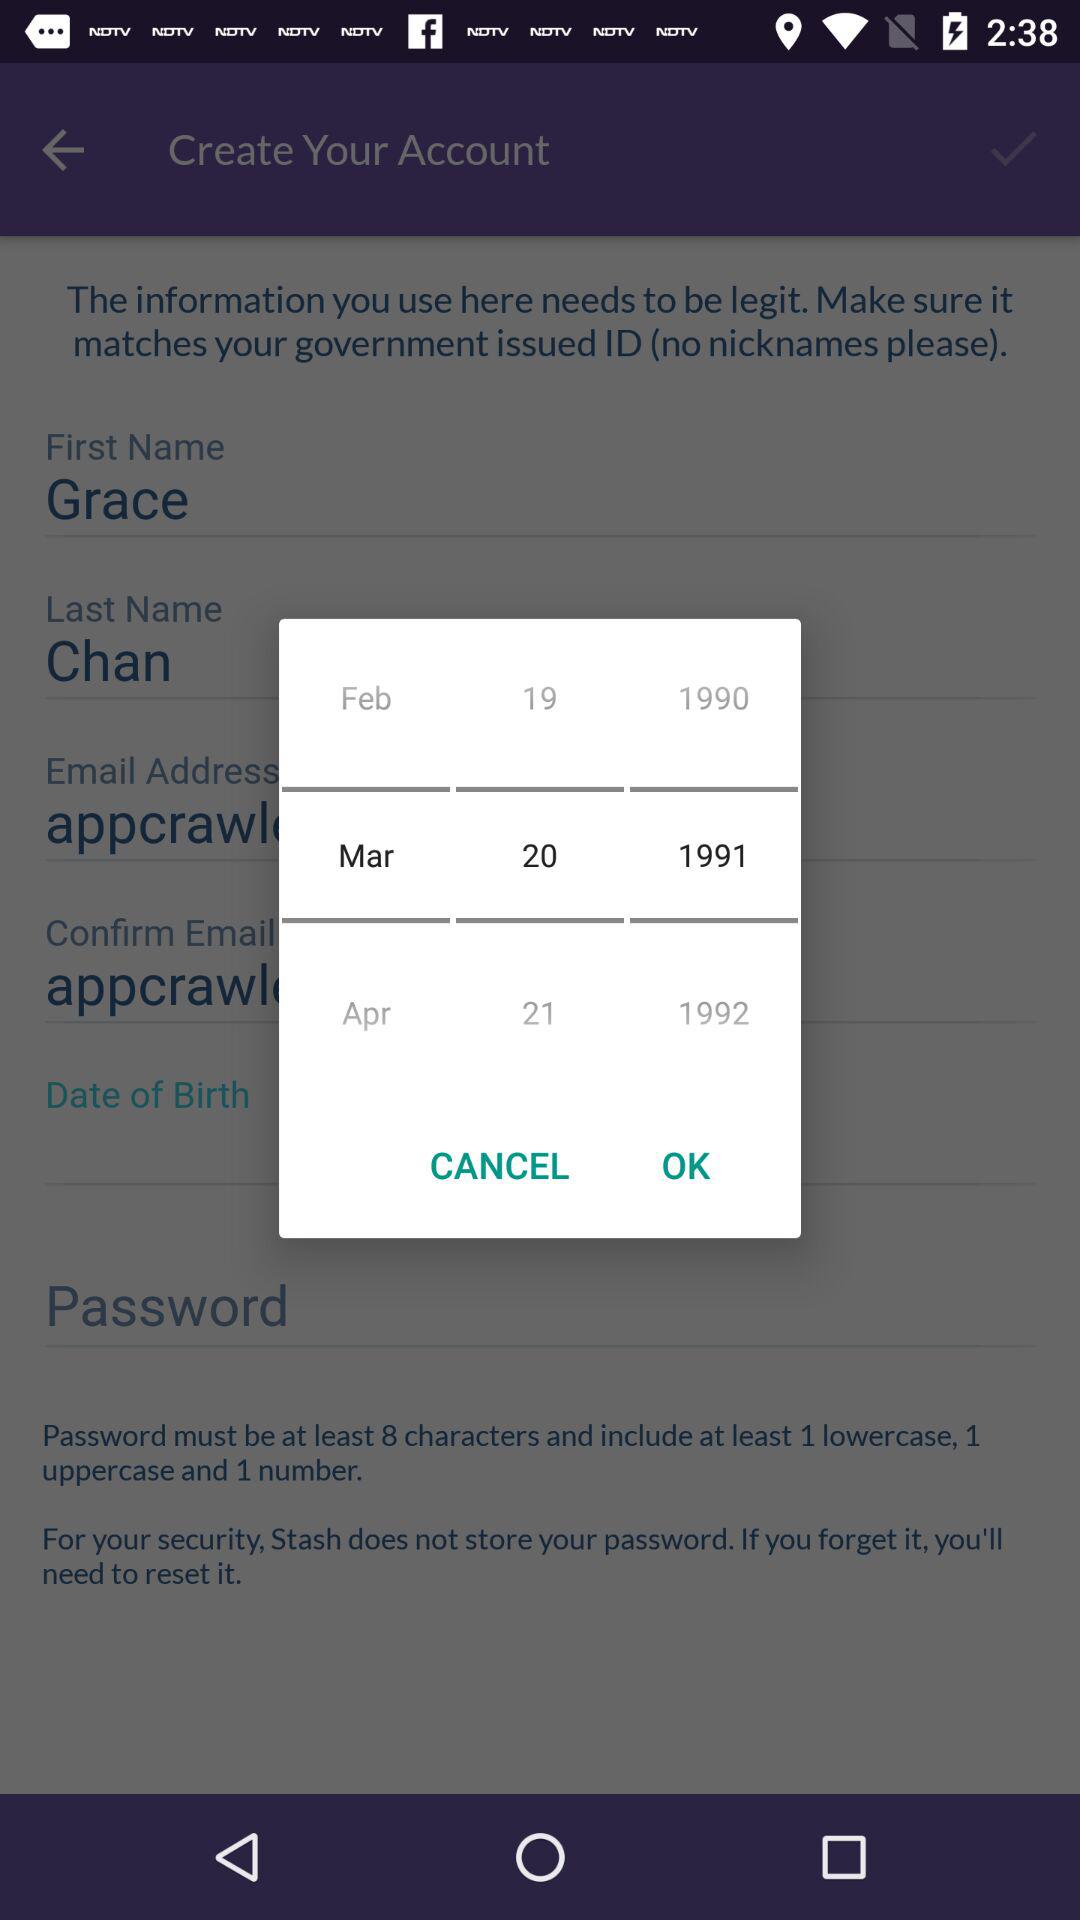 NDTV NDTV NDTV NDTV NDTV NDTV NDTV NDTV NDTV 2:38
Create Your Account
The information you use here needs to be legit. Make sure it
matches your government issued ID (no nicknames please).
First Name
Grace
Last Name
Chan
Email Address
appcrawle
Confirm Email
appcrawle
Date of Birth
Feb 19 1990
Mar 20 1991
Apr 21 1992
CANCEL OK
Password
Password must be at least 8 characters and include at least 1 lowercase, 1
uppercase and 1 number.
For your security, Stash does not store your password. If you forget it, you'll
need to reset it.